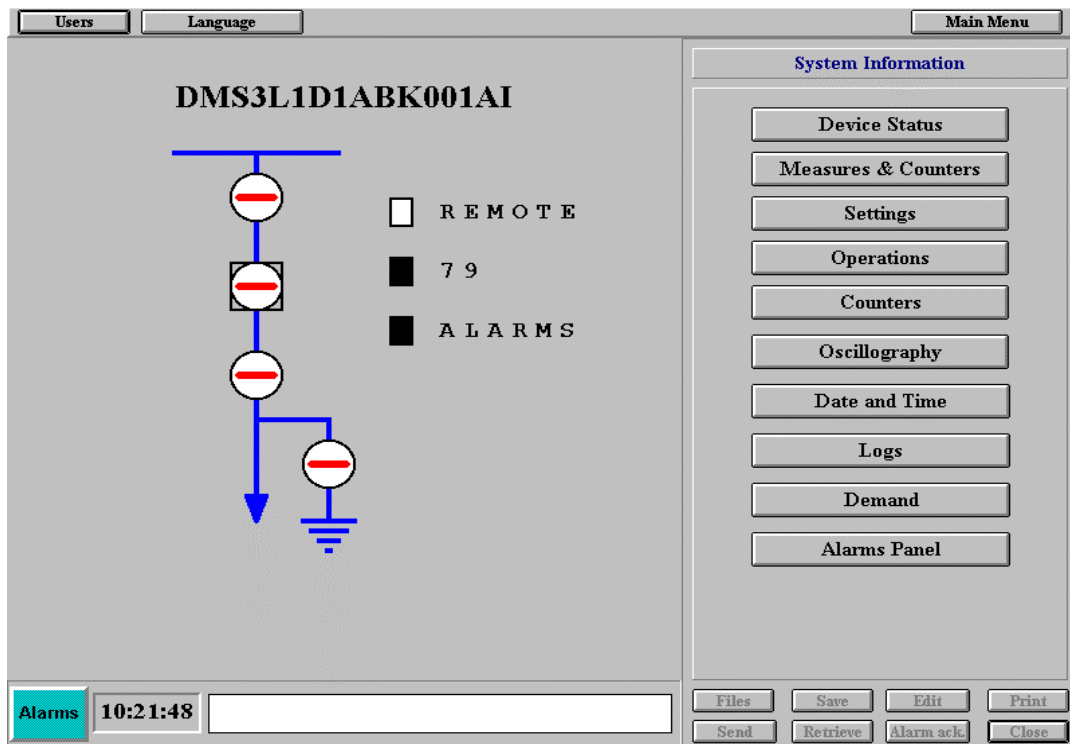 Users
Language
Main Menu
DMS3L1D1ABK001AI
REMOTE
79
ALARMS
System Information
Device Status
Measures & Counters
Settings
Operations
Counters
Oscillography
Date and Time
Logs
Demand
Alarms Panel
Alarms
10:21:48
Files
Save
Edit
Print
Send
Retrieve
Alarm ack.
Close